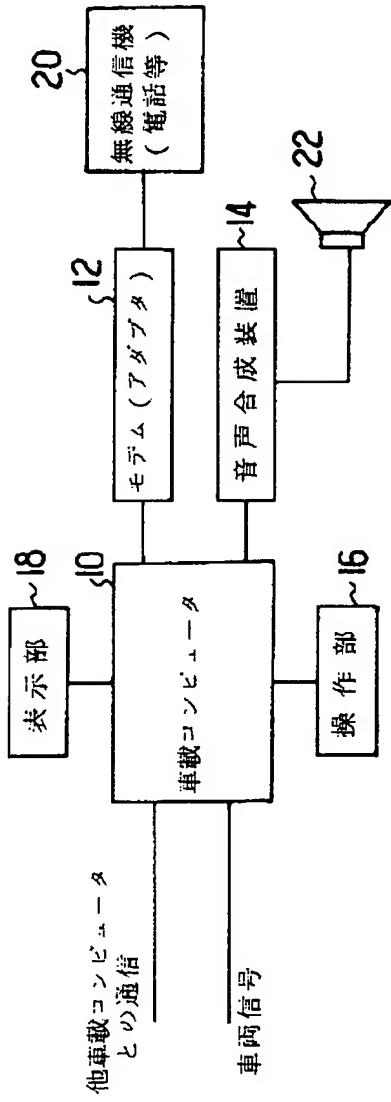 他車載コンピュータ
との通信
車両信号
表示部
18
車載コンピュータ
10
操作部
16
モデム(アダプタ)
12
音声合成装置
14
無線通信機
(電話等)
20
22